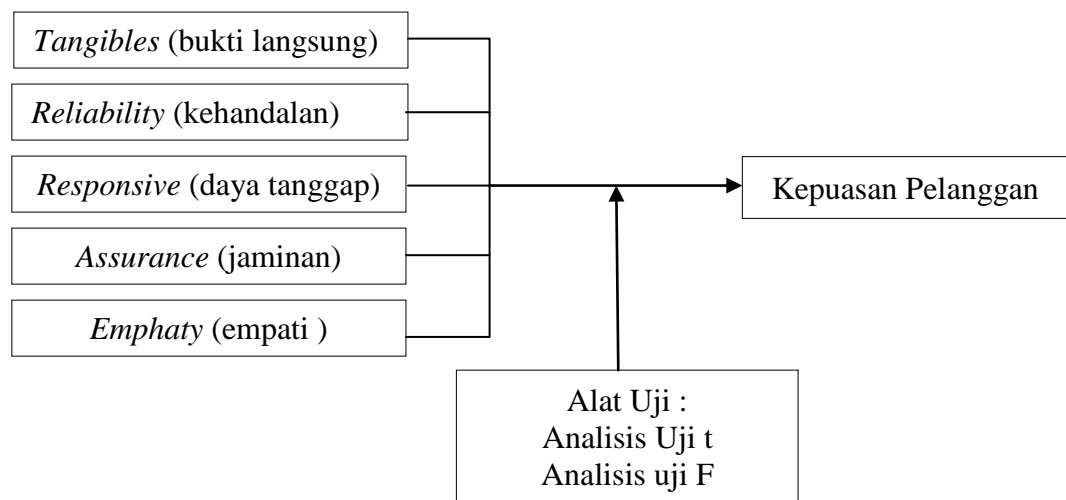 Tangibles (bukti langsung)
Reliability (kehandalan)
Responsive (daya tanggap)
Assurance (jaminan)
Emphaty (empati )
Kepuasan Pelanggan
Alat Uji :
Analisis Uji t
Analisis uji F